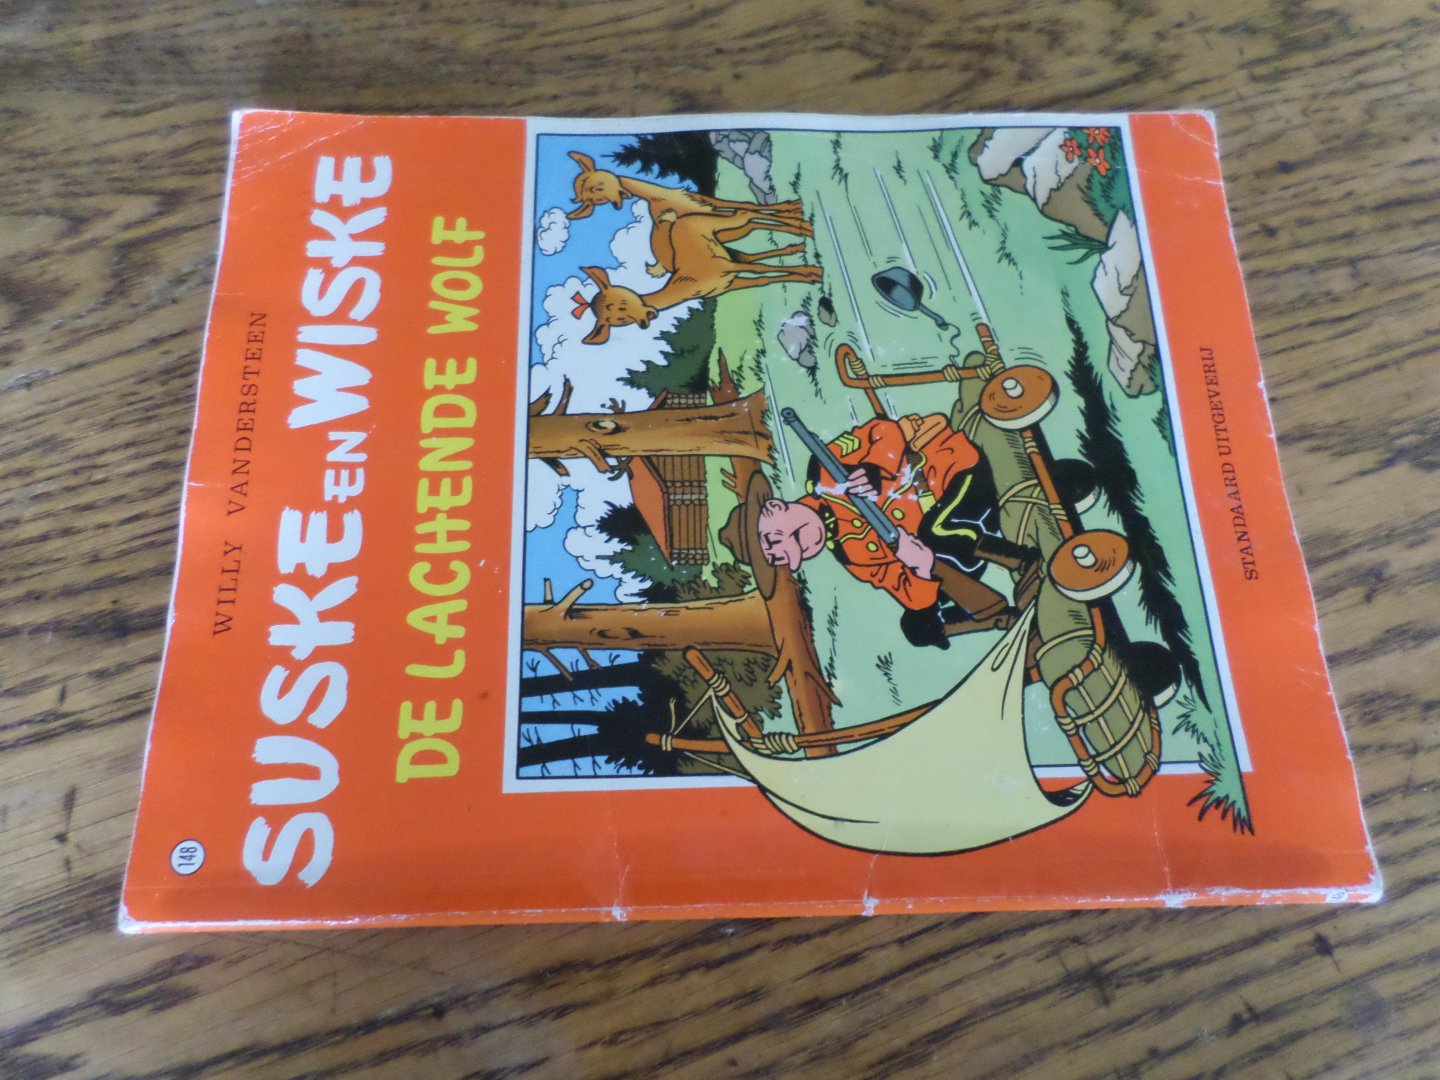 WILLY VANDERSTEEN
148
SUSKE EN WISKE
DE LACHENDE WOLF
STANDAARD UITGEVERIJ